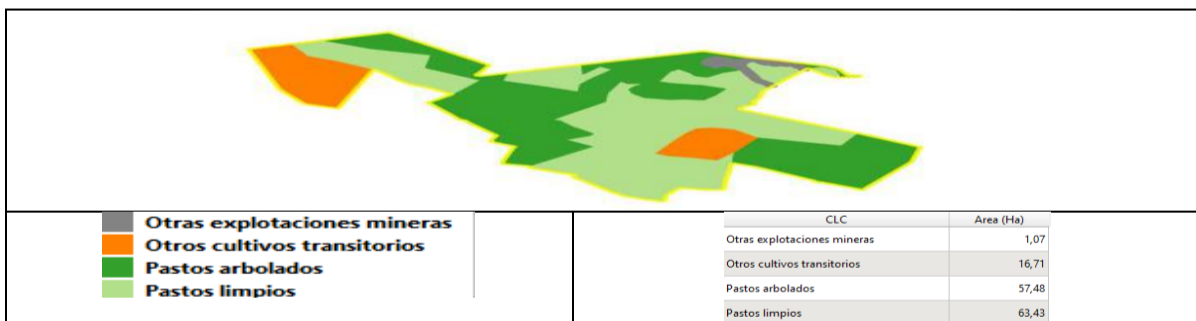 Otras explotaciones mineras
Otros cultivos transitorios
Pastos arbolados
Pastos limpios
CLC Area (Ha)
Otras explotaciones mineras 1,07
Otros cultivos transitorios 16,71
Pastos arbolados 57,48
Pastos limpios 63,43